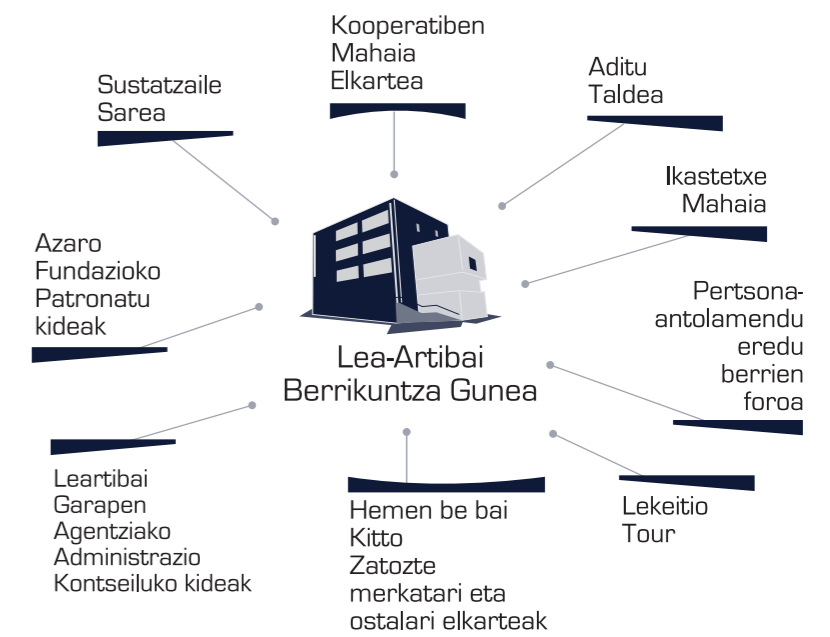 Kooperatiben
Mahaia
Elkartea
Sustatzaile
Sarea
Aditu
Taldea
Ikastetxe
Mahaia
Azaro
Fundazioko
Patronatu
kideak
Pertsona-
antolamendu
eredu
berrien
foroa
Lea-Artibai
Berrikuntza Gunea
Leartibai
Garapen
Agentziako
Administrazio
Kontseiluko kideak
Hemen be bai
Kitto
Zatozte
merkatari eta
ostalari elkarteak
Lekeitio
Tour